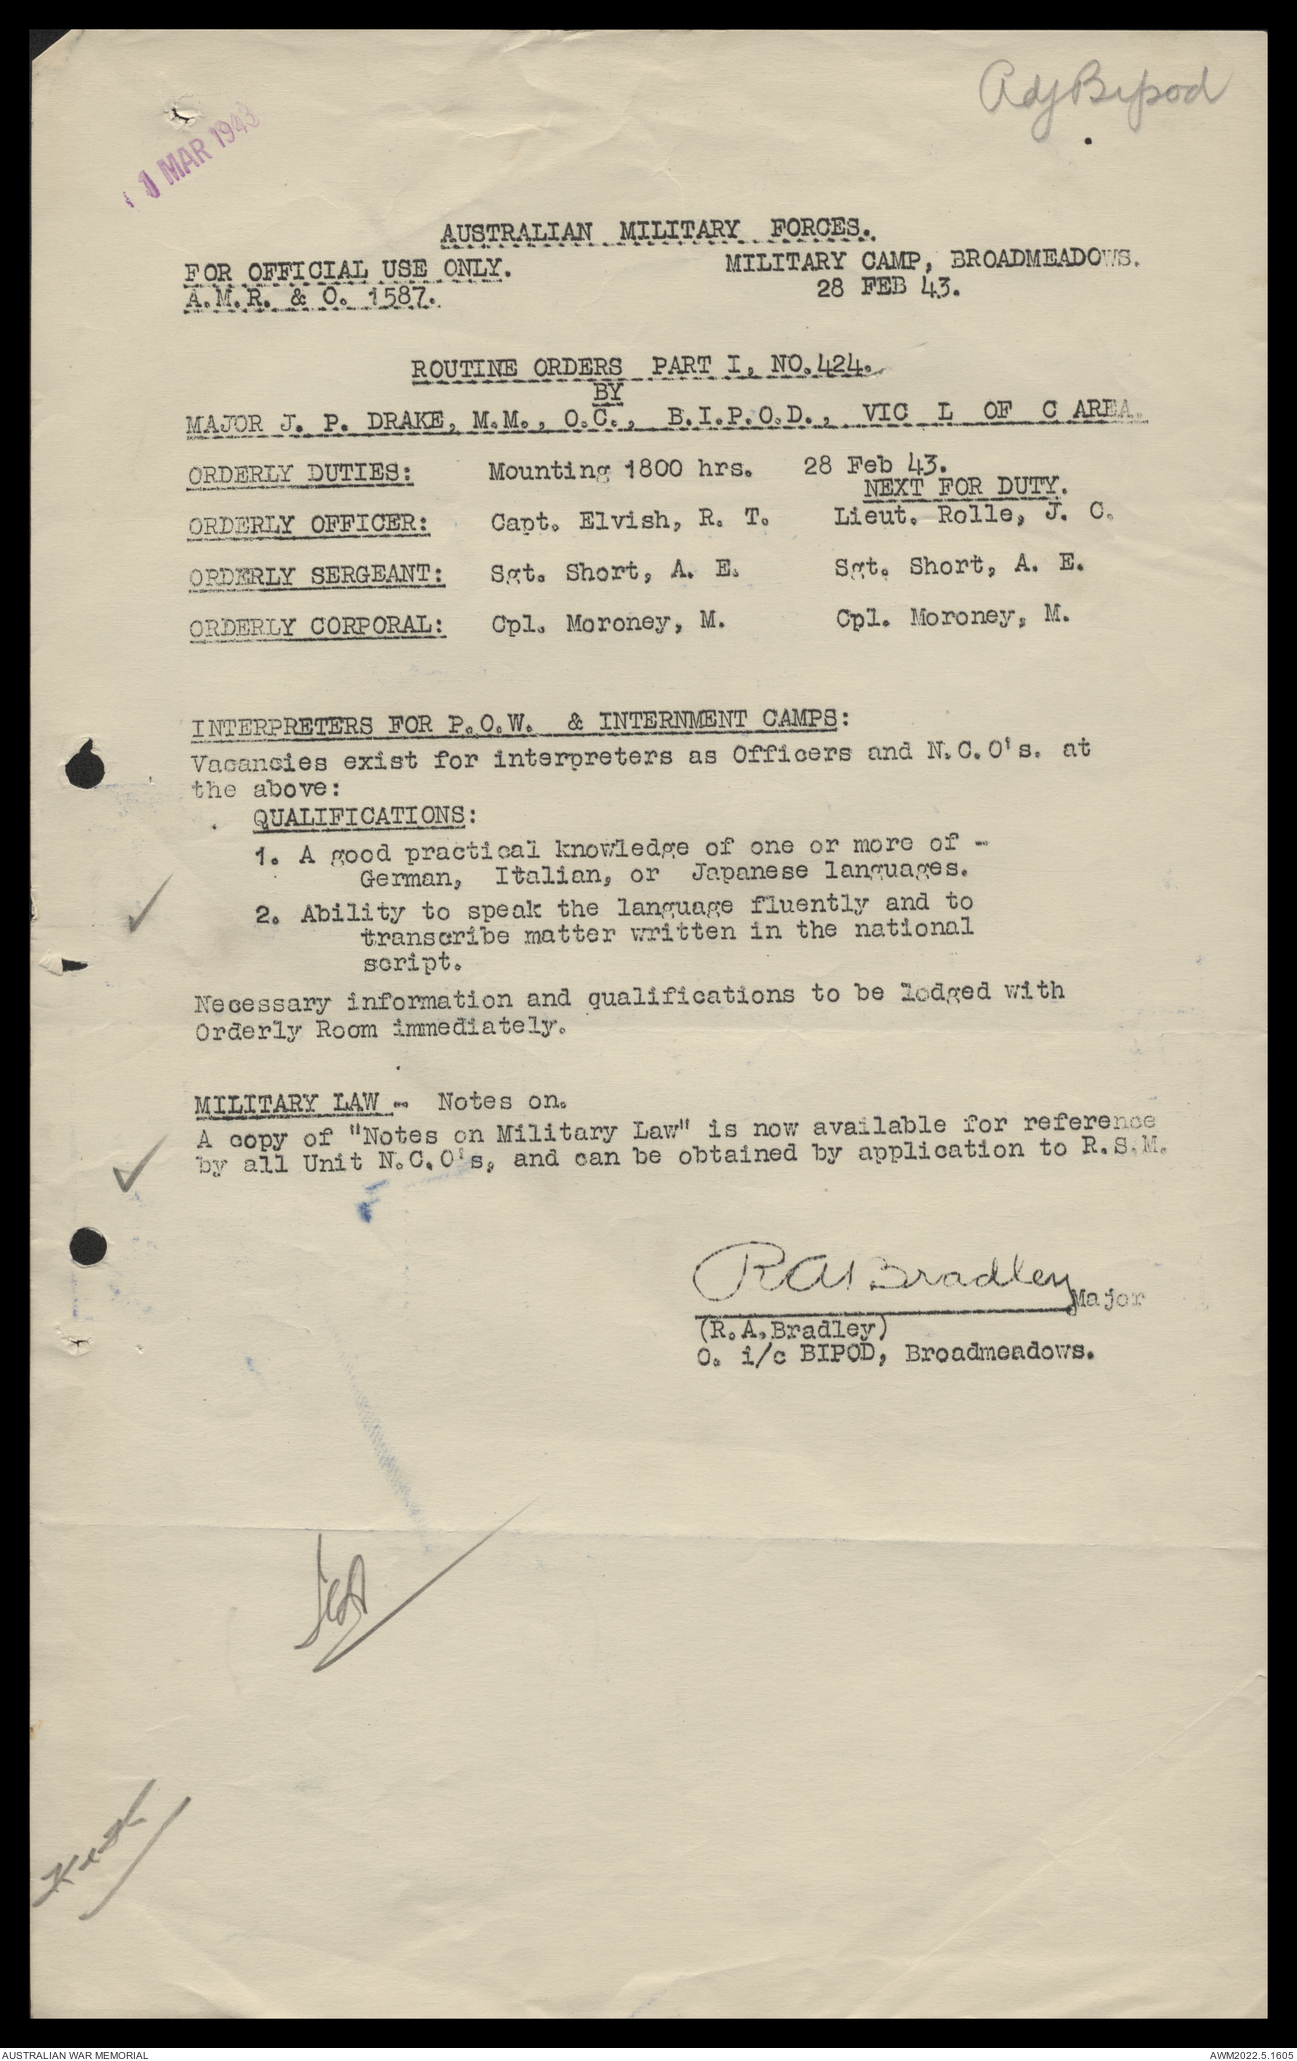 Adj Bipod
1 MAR 1943
AUSTRALIAN MILITARY FORCES.
FOR OFFICIAL USE ONLY. MILITARY CAMP, BROADMEADOWS.
A.M.R. & O. 1587. 28 FEB 43.
ROUTINE ORDERS PART I, NO.424.
BY
MAJOR J. P. DRAKE, M.M., O.C., B.I.P.O.D., VIC L OF C AREA.
ORDERLY DUTIES: Mounting 1800 hrs. 28 Feb 43.
NEXT FOR DUTY.
ORDERLY OFFICER: Capt. Elvish, R. T. Lieut. Rolle, J. C.
ORDERLY SERGEANT: Sgt. Short, A. E. Sgt. Short, A. E.
ORDERLY CORPORAL: Cpl. Moroney, M. Cpl. Moroney, M.
INTERPRETERS FOR P.O.W. & INTERNMENT CAMPS:
Vacancies exist for interpreters as Officers and N.C.O's. at
the above:
QUALIFICATIONS:
1. A good practical knowledge of one or more of -
German, Italian, or Japanese languages.
2. Ability to speak the language fluently and to
transcribe matter written in the national
script.
Necessary information and qualifications to be lodged with
Orderly Room immediately.
MILITARY LAW - Notes on.
A copy of "Notes on Military Law" is now available for reference
by all Unit N.C.O's, and can be obtained by application to R.S.M.
RA Bradley Major
(R.A.Bradley)
O. i/c BIPOD, Broadmeadows.
AUSTRALIAN WAR MEMORIAL AWM2022.5.1605